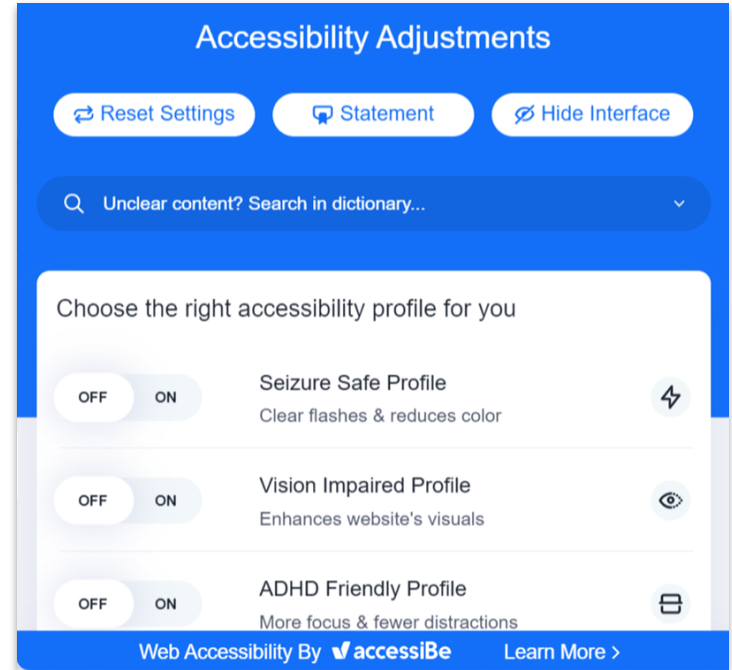 Accessibility Adjustments
Reset Settings
Statement
Hide Interface
Unclear content? Search in dictionary...
Choose the right accessibility profile for you
OFF ON
Seizure Safe Profile
Clear flashes & reduces color
OFF ON
Vision Impaired Profile
Enhances website's visuals
OFF ON
ADHD Friendly Profile
More focus & fewer distractions
Web Accessibility By accessiBe
Learn More >